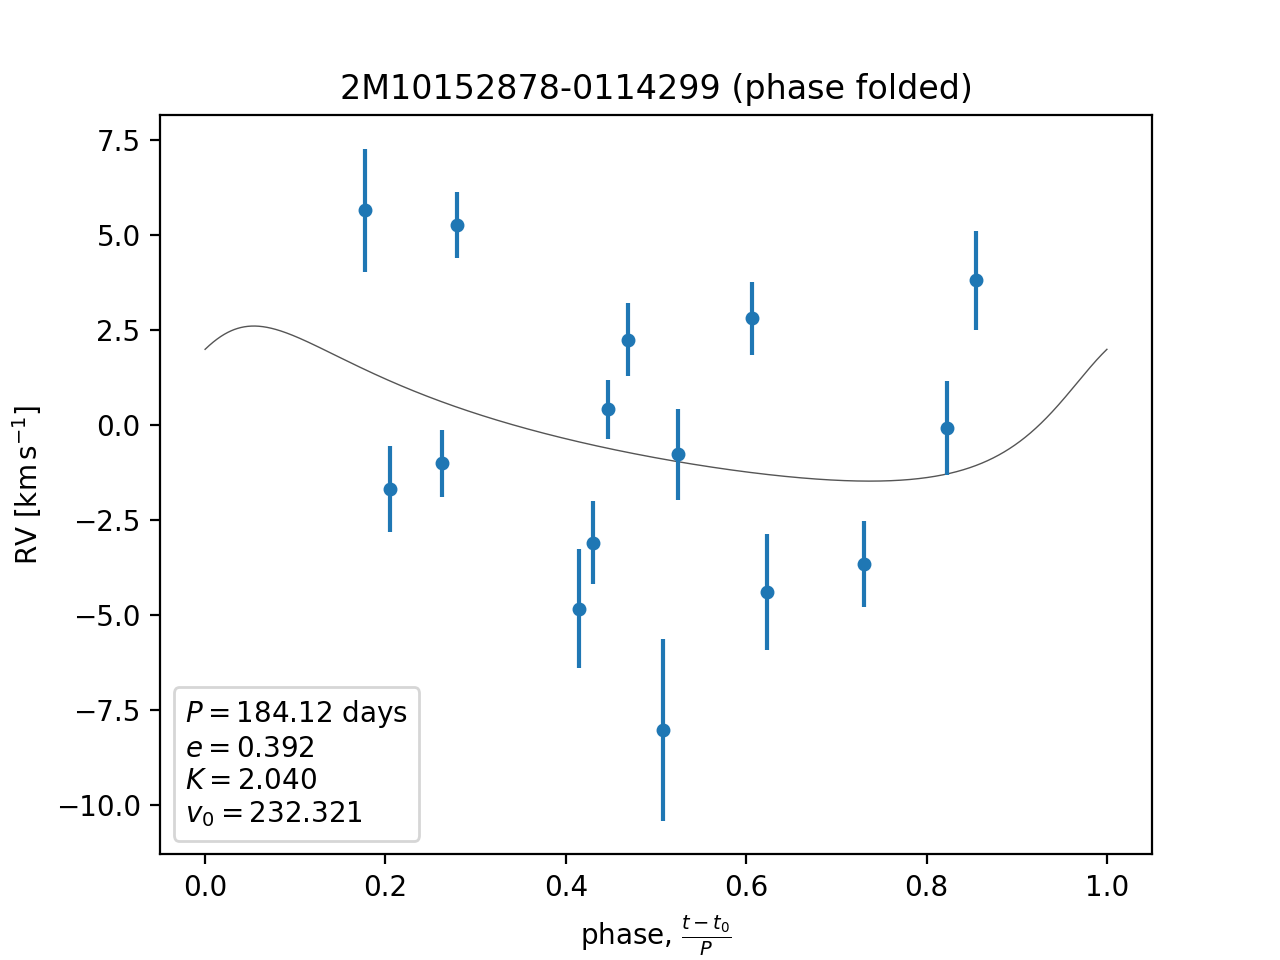 2M10152878-0114299 (phase folded)
7.5
5.0
2.5
0.0
−2.5
−5.0
−7.5
−10.0
RV [km s⁻¹]
P = 184.12 days
e = 0.392
K = 2.040
v₀ = 232.321
0.0 0.2 0.4 0.6 0.8 1.0
phase, (t − t₀)/P